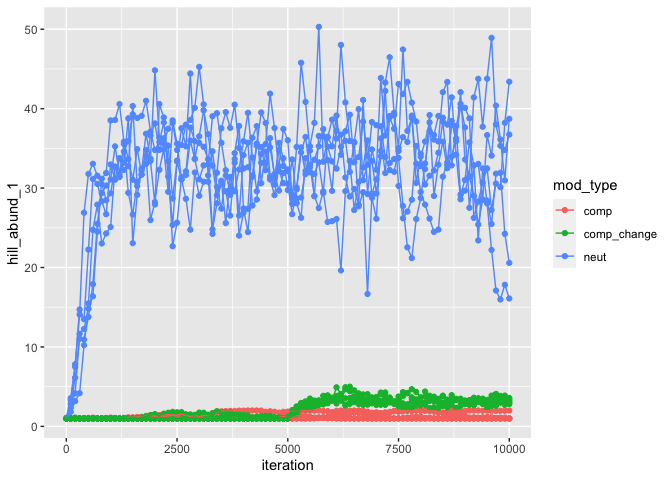 50
40
30
20
10
0
hill_abund_1
0
2500
5000
7500
10000
iteration
mod_type
comp
comp_change
neut